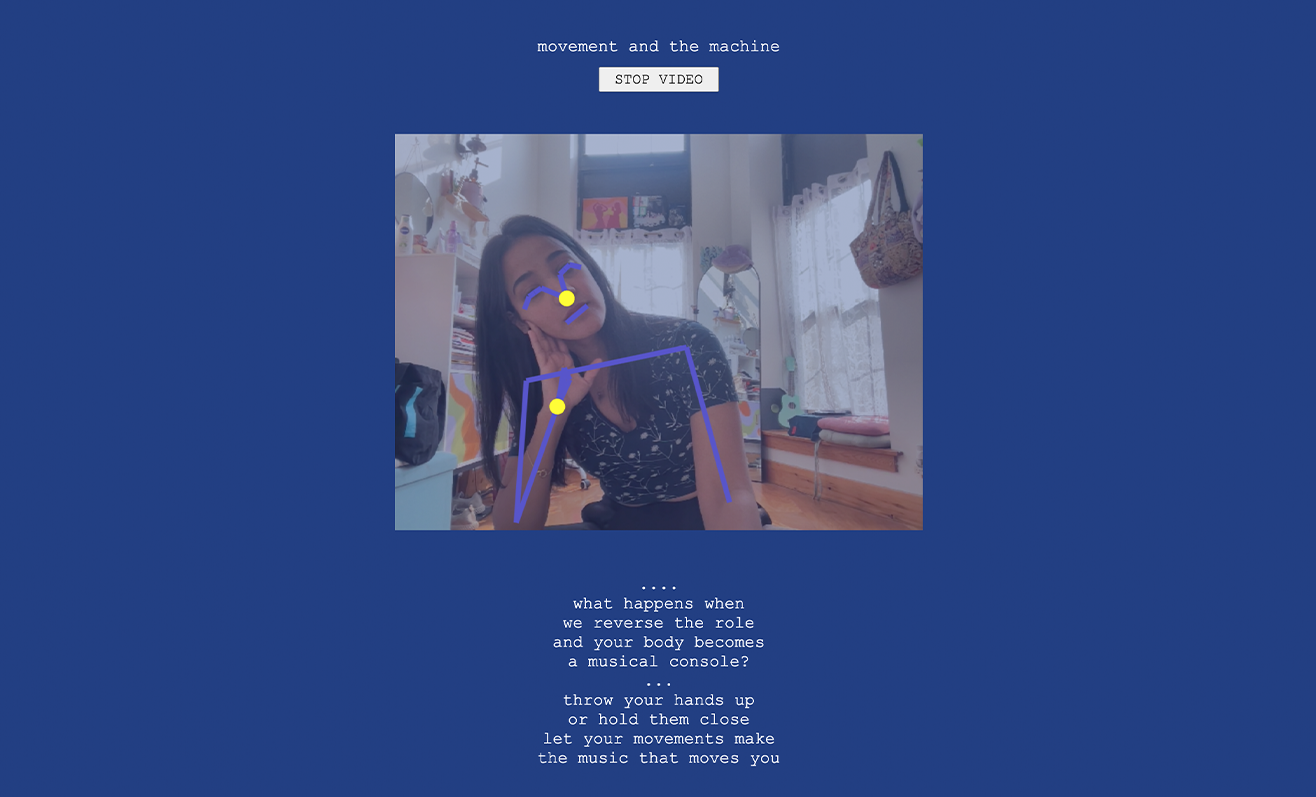 movement and the machine
STOP VIDEO
....
what happens when
we reverse the role
and your body becomes
a musical console?
...
throw your hands up
or hold them close
let your movements make
the music that moves you